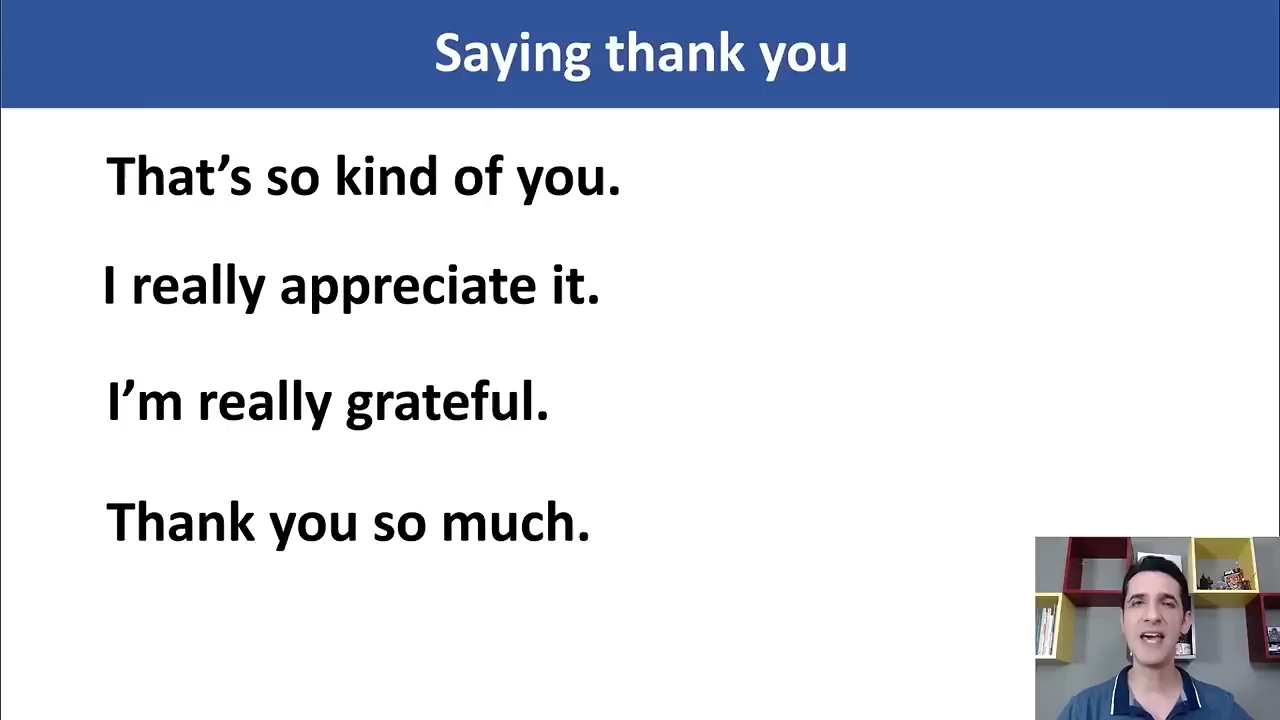 Saying thank you
That’s so kind of you.
I really appreciate it.
I’m really grateful.
Thank you so much.